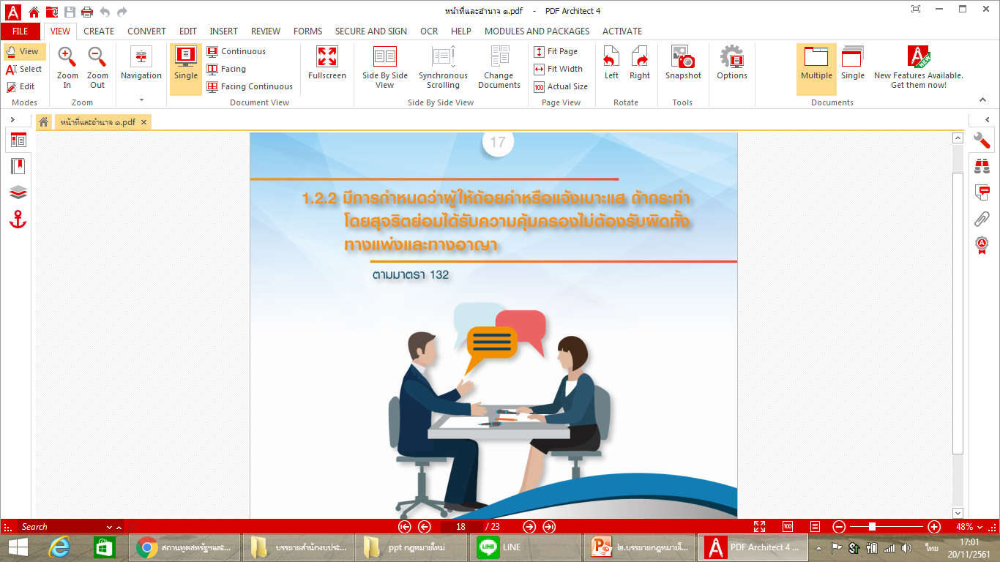 หน้าที่และอำนาจ ๑.pdf - PDF Architect 4
FILE VIEW CREATE CONVERT EDIT INSERT REVIEW FORMS SECURE AND SIGN OCR HELP MODULES AND PACKAGES ACTIVATE
View
Select
Edit
Modes
Zoom In
Zoom Out
Zoom
Navigation
Single
Continuous
Facing
Facing Continuous
Document View
Fullscreen
Side By Side View
Synchronous Scrolling
Change Documents
Side By Side View
Fit Page
Fit Width
100 Actual Size
Page View
Left
Right
Rotate
Snapshot
Tools
Options
Multiple
Single
NEW
New Features Available.
Get them now!
Documents
หน้าที่และอำนาจ ๑.pdf
17
1.2.2 มีการกำหนดว่าผู้ให้ถ้อยคำหรือแจ้งเบาะแส ถ้ากระทำ
โดยสุจริตย่อมได้รับความคุ้มครองไม่ต้องรับผิดทั้ง
ทางแพ่งและทางอาญา
ตามมาตรา 132
Search
18 / 23
100
48%
สถานทูตสหรัฐฯและ...
บรรยายสำนักงบประ...
ppt กฎหมายใหม่
LINE
๒.บรรยายกฎหมายใ...
PDF Architect 4 ...
ไทย
17:01
20/11/2561